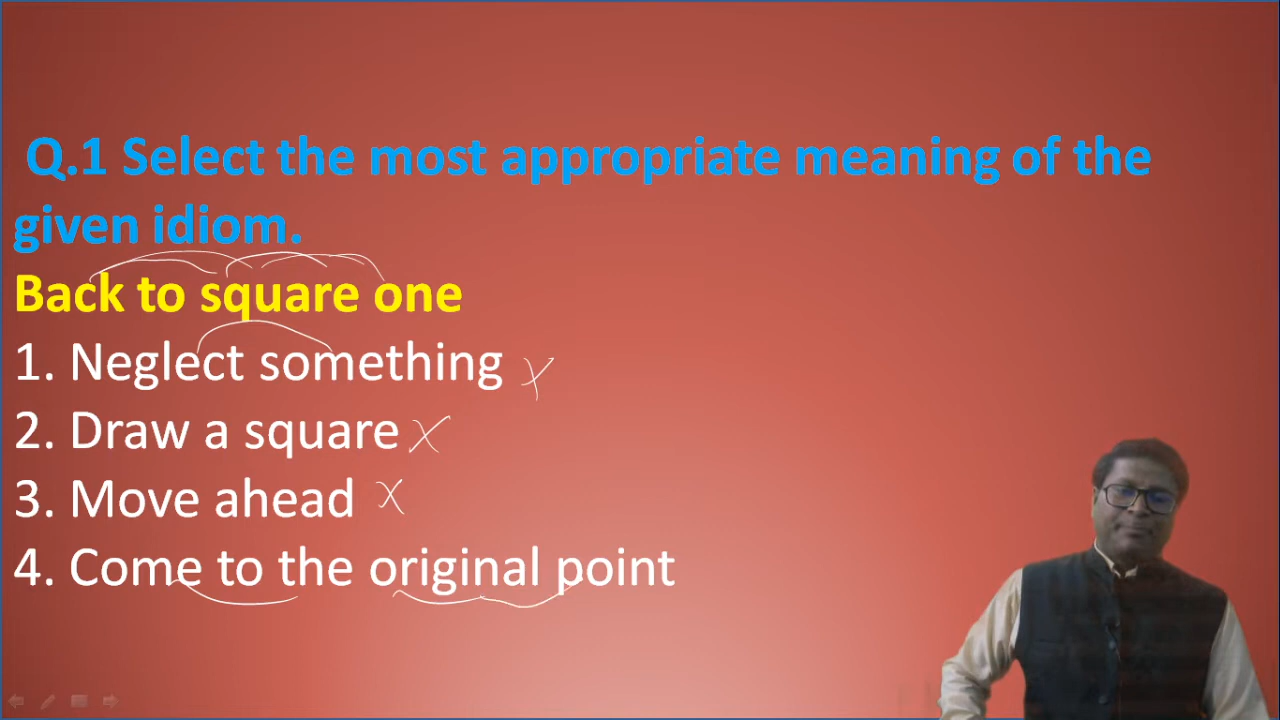 Q.1 Select the most appropriate meaning of the
given idiom.
Back to square one
1. Neglect something
2. Draw a square
3. Move ahead
4. Come to the original point